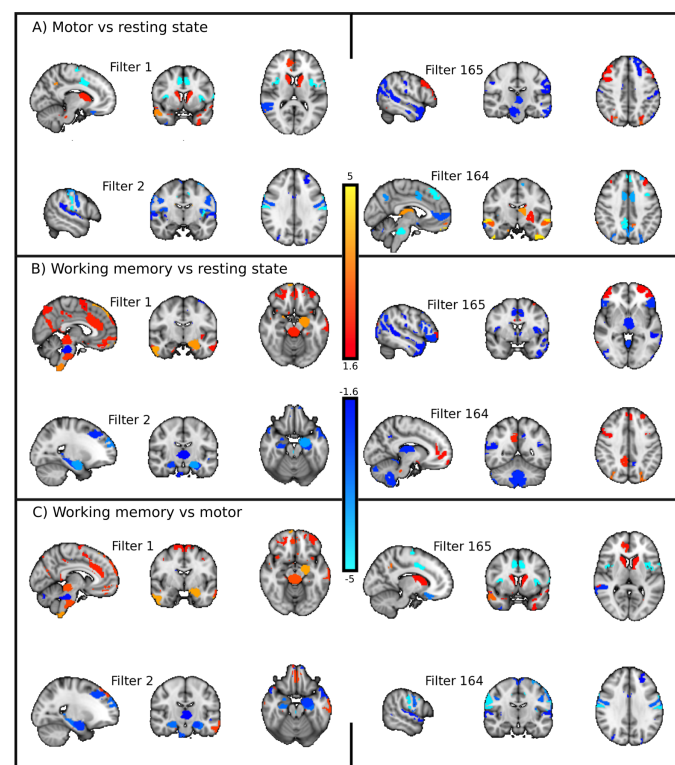 A) Motor vs resting state
Filter 1
Filter 165
Filter 2
Filter 164
5
1.6
-1.6
-5
B) Working memory vs resting state
Filter 1
Filter 165
Filter 2
Filter 164
C) Working memory vs motor
Filter 1
Filter 165
Filter 2
Filter 164